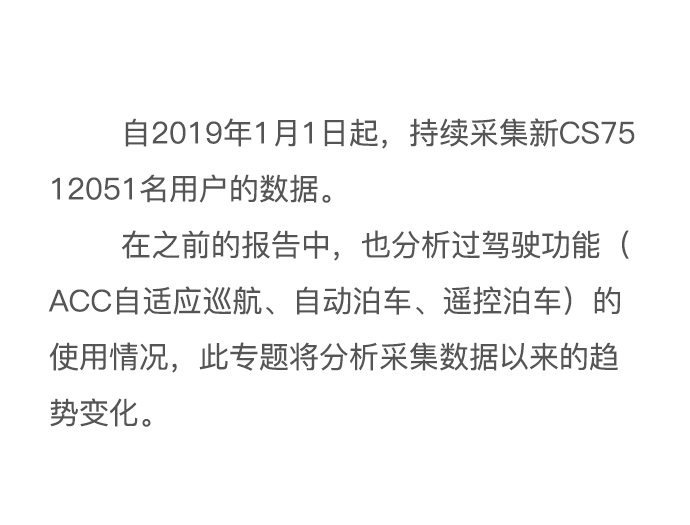 自2019年1月1日起，持续采集新CS75
12051名用户的数据。
在之前的报告中，也分析过驾驶功能（
ACC自适应巡航、自动泊车、遥控泊车）的
使用情况，此专题将分析采集数据以来的趋
势变化。